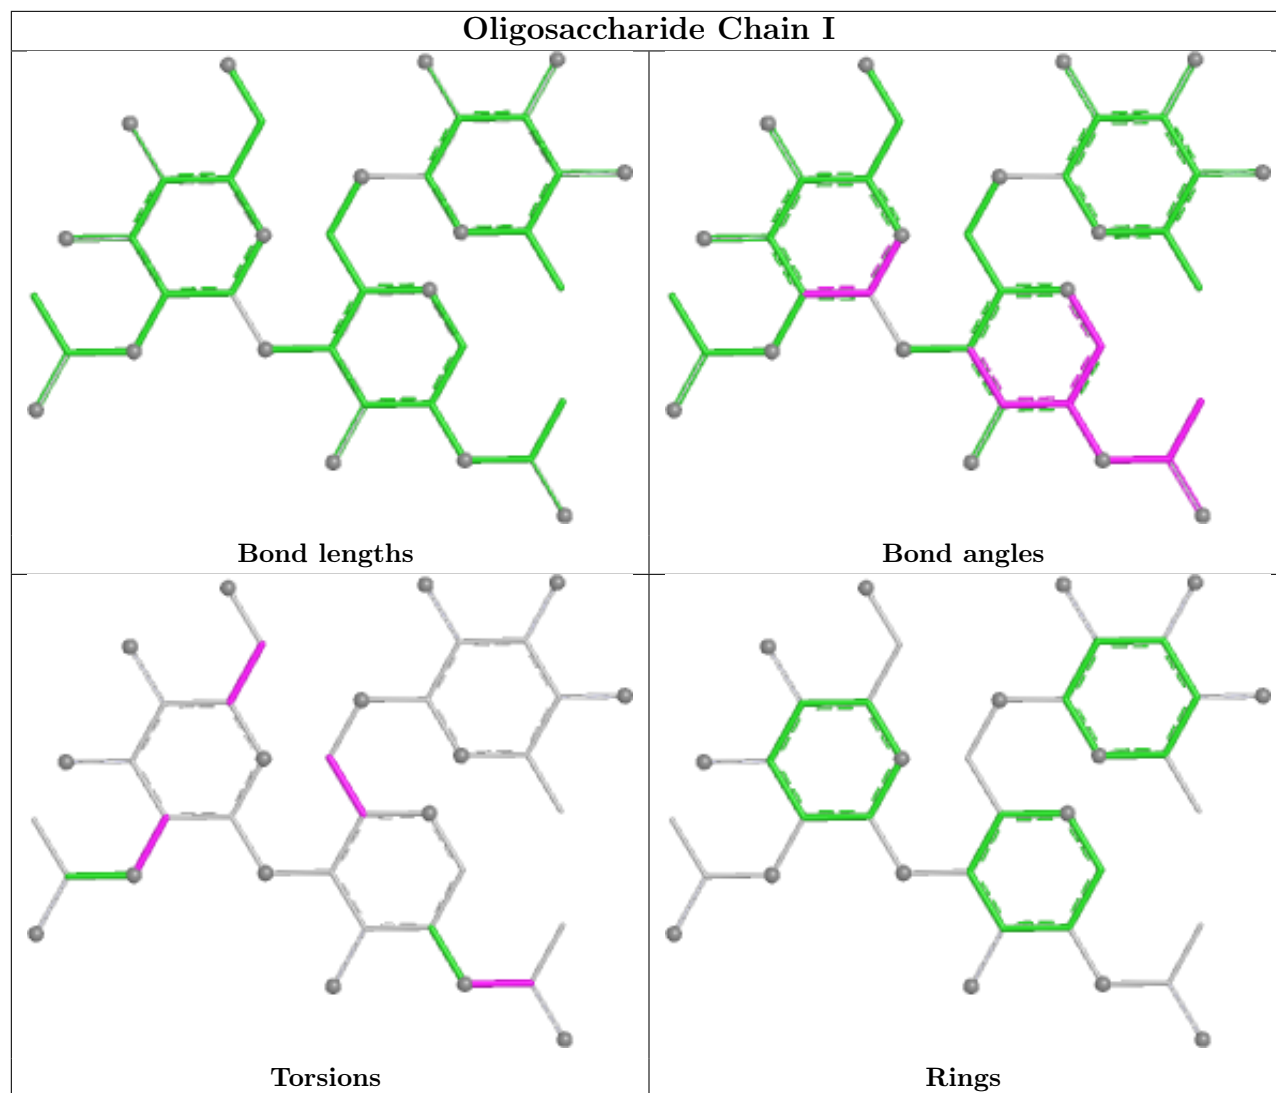 Oligosaccharide Chain I
Bond lengths
Bond angles
Torsions
Rings